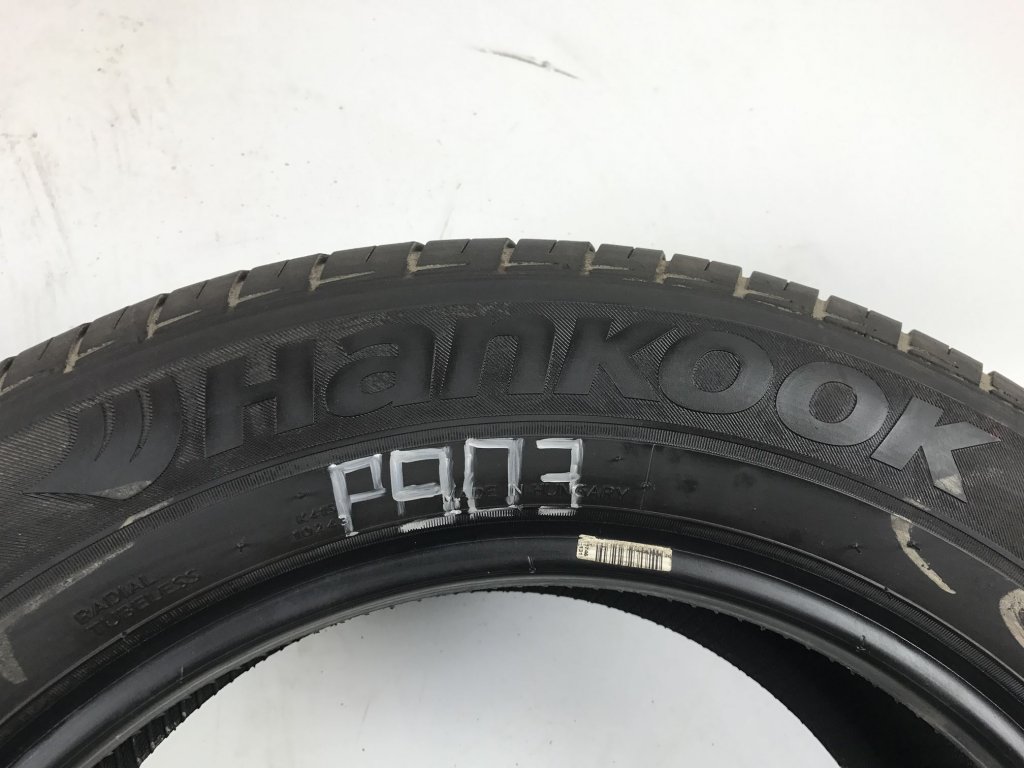 Hankook
P903
MADE IN HUNGARY
RADIAL
TUBELESS